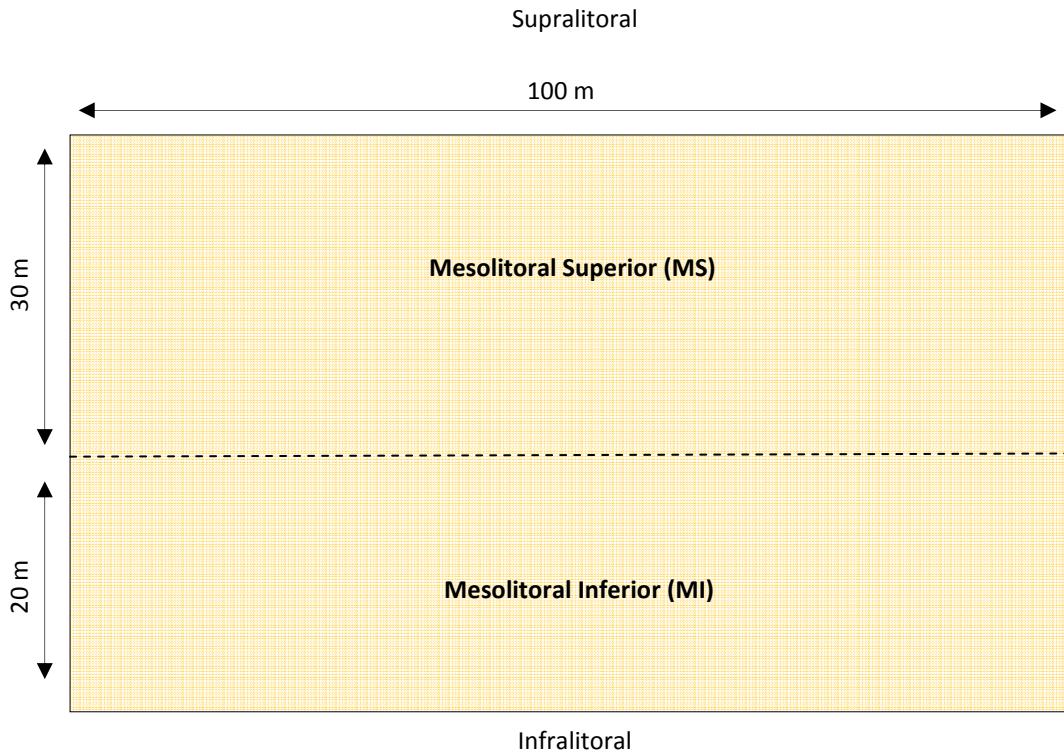 Supralitoral
100 m
30 m
Mesolitoral Superior (MS)
20 m
Mesolitoral Inferior (MI)
Infralitoral